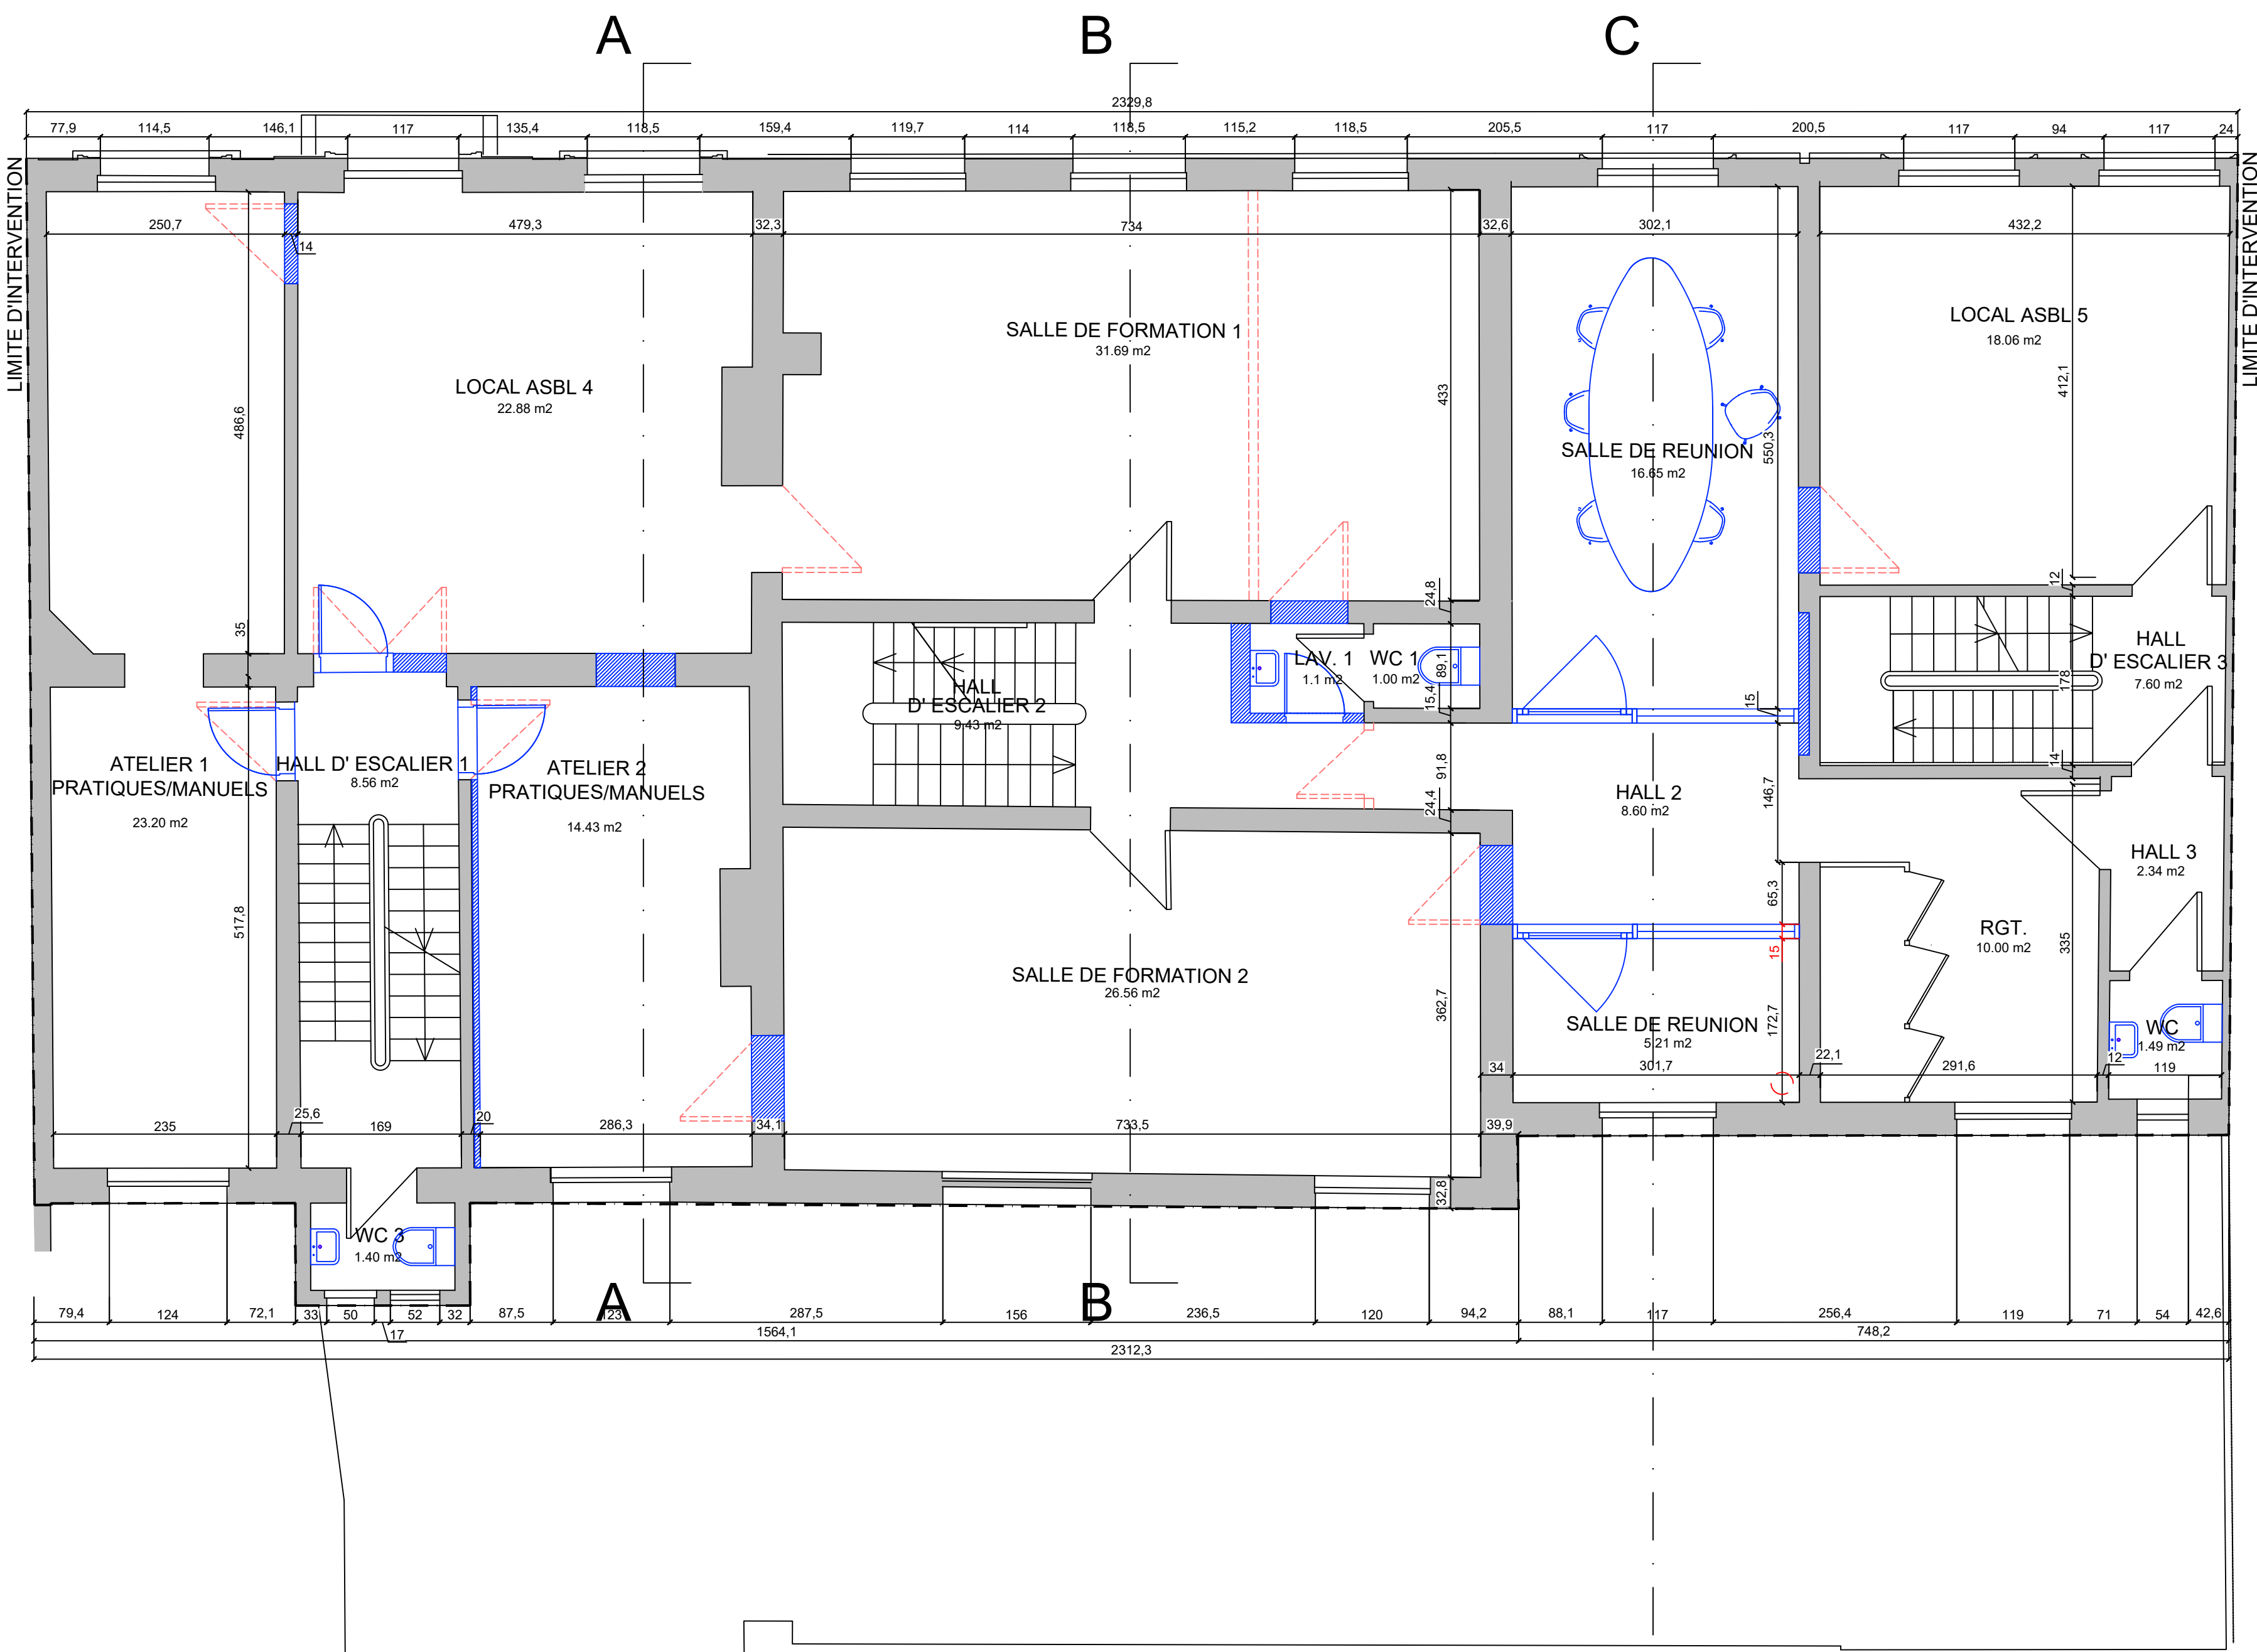 A
B
C
2329,8
77,9
114,5
146,1
117
135,4
118,5
159,4
119,7
114
118,5
115,2
118,5
205,5
117
200,5
117
94
117
24
LIMITE D'INTERVENTION
LIMITE D'INTERVENTION
250,7
14
479,3
32,3
734
32,6
302,1
432,2
SALLE DE FORMATION 1
31.69 m2
LOCAL ASBL 5
18.06 m2
LOCAL ASBL 4
22.88 m2
486,6
433
412,1
SALLE DE REUNION
16.65 m2
550,3
35
24,8
12
HALL
D' ESCALIER 3
7.60 m2
178
LAV. 1
1.1 m2
WC 1
1.00 m2
89,1
15,4
15
HALL
D' ESCALIER 2
9.43 m2
14
ATELIER 1
PRATIQUES/MANUELS
23.20 m2
HALL D' ESCALIER 1
8.56 m2
ATELIER 2
PRATIQUES/MANUELS
14.43 m2
91,8
24,4
HALL 2
8.60 m2
146,7
HALL 3
2.34 m2
65,3
517,8
15
RGT.
10.00 m2
335
SALLE DE FORMATION 2
26.56 m2
362,7
SALLE DE REUNION
5.21 m2
172,7
WC
1.49 m2
34
301,7
22,1
291,6
12
119
235
25,6
169
20
286,3
34,1
733,5
39,9
32,8
WC 3
1.40 m2
A
B
79,4
124
72,1
33
50
17
52
32
87,5
123
287,5
156
236,5
120
94,2
88,1
117
256,4
119
71
54
42,6
1564,1
748,2
2312,3